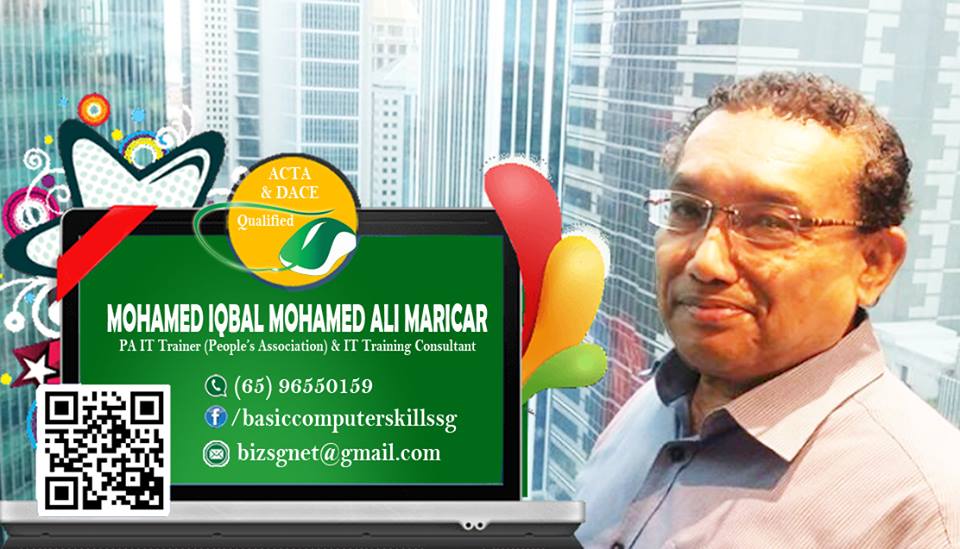 ACTA
& DACE
Qualified
MOHAMED IQBAL MOHAMED ALI MARICAR
PA IT Trainer (People's Association) & IT Training Consultant
(65) 96550159
/basiccomputerskillssg
bizsgnet@gmail.com